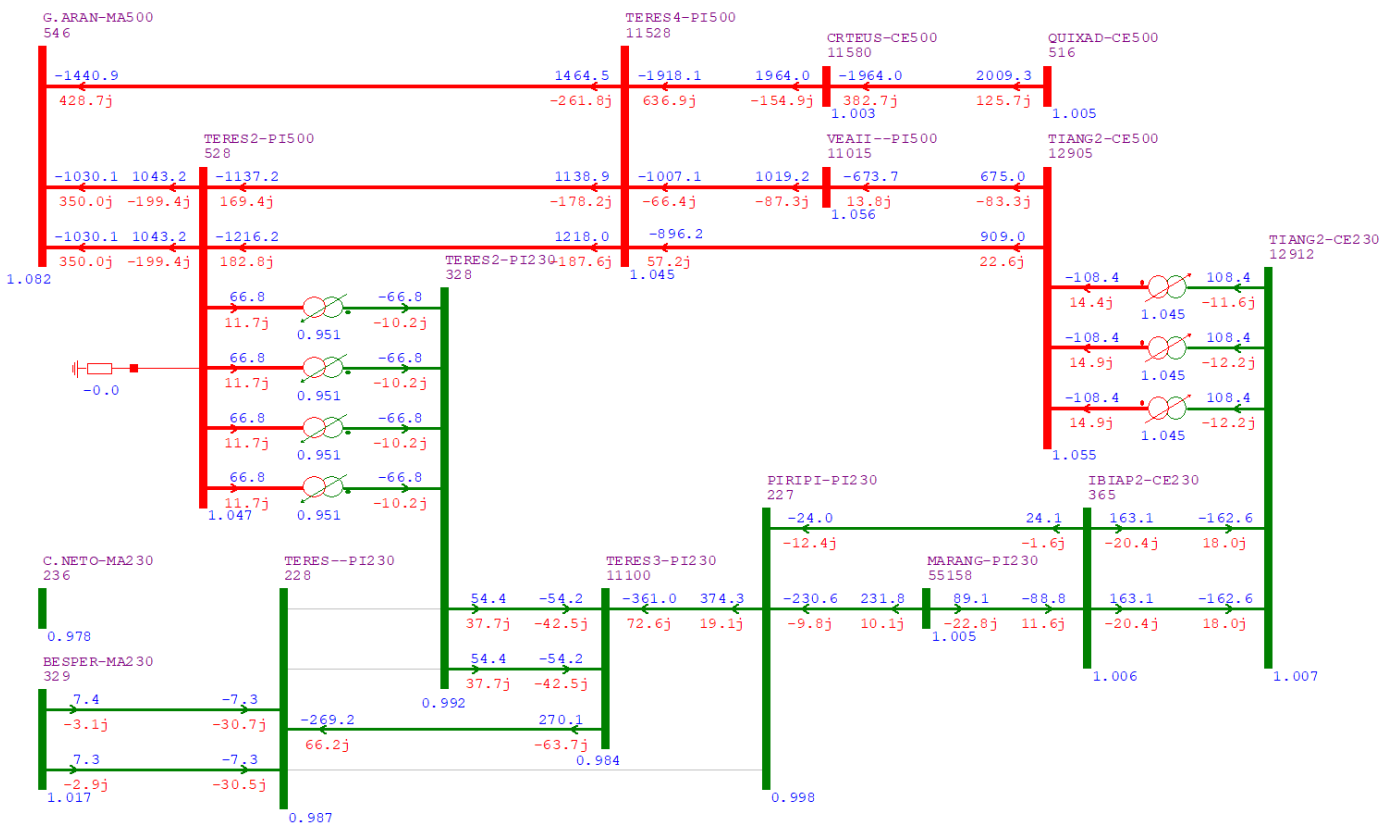 G.ARAN-MA500
546
TERES4-PI500
11528
CRTEUS-CE500
11580
QUIXAD-CE500
516
-1440.9 1464.5 -1918.1 1964.0 -1964.0 2009.3
428.7j -261.8j 636.9j -154.9j 382.7j 125.7j
1.003 1.005
TERES2-PI500
528
VEAII--PI500
11015
TIANG2-CE500
12905
-1030.1 1043.2 -1137.2 1138.9 -1007.1 1019.2 -673.7 675.0
350.0j -199.4j 169.4j -178.2j -66.4j -87.3j 13.8j -83.3j
1.056
TIANG2-CE230
12912
-1030.1 1043.2 -1216.2 1218.0 -896.2 909.0
350.0j -199.4j 182.8j -187.6j 57.2j 22.6j
TERES2-PI230
328
1.082 1.045
-108.4 108.4
14.4j -11.6j
1.045
66.8 -66.8
11.7j -10.2j
0.951
-108.4 108.4
14.9j -12.2j
1.045
66.8 -66.8
11.7j -10.2j
0.951
-0.0
-108.4 108.4
14.9j -12.2j
1.045
66.8 -66.8
11.7j -10.2j
0.951
1.055
66.8 -66.8
11.7j -10.2j
1.047 0.951
PIRIPI-PI230
227
IBIAP2-CE230
365
-24.0 24.1 163.1 -162.6
-12.4j -1.6j -20.4j 18.0j
C.NETO-MA230
236
TERES--PI230
228
TERES3-PI230
11100
MARANG-PI230
55158
54.4 -54.2 -361.0 374.3 -230.6 231.8 89.1 -88.8 163.1 -162.6
37.7j -42.5j 72.6j 19.1j -9.8j 10.1j -22.8j 11.6j -20.4j 18.0j
0.978 1.005
BESPER-MA230
329
54.4 -54.2
37.7j -42.5j
1.006 1.007
0.992
7.4 -7.3
-3.1j -30.7j
-269.2 270.1
66.2j -63.7j
0.984
7.3 -7.3
-2.9j -30.5j
1.017 0.998
0.987